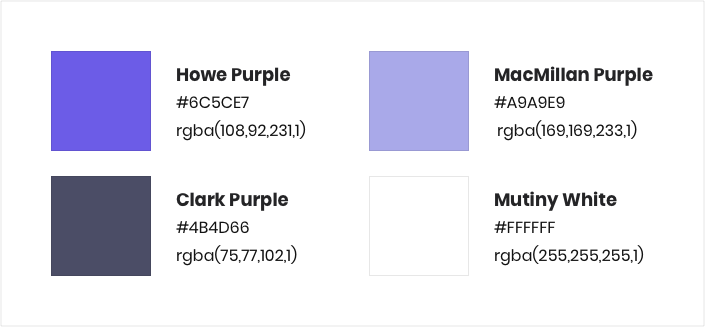 Howe Purple
#6C5CE7
rgba(108,92,231,1)
MacMillan Purple
#A9A9E9
rgba(169,169,233,1)
Clark Purple
#4B4D66
rgba(75,77,102,1)
Mutiny White
#FFFFFF
rgba(255,255,255,1)